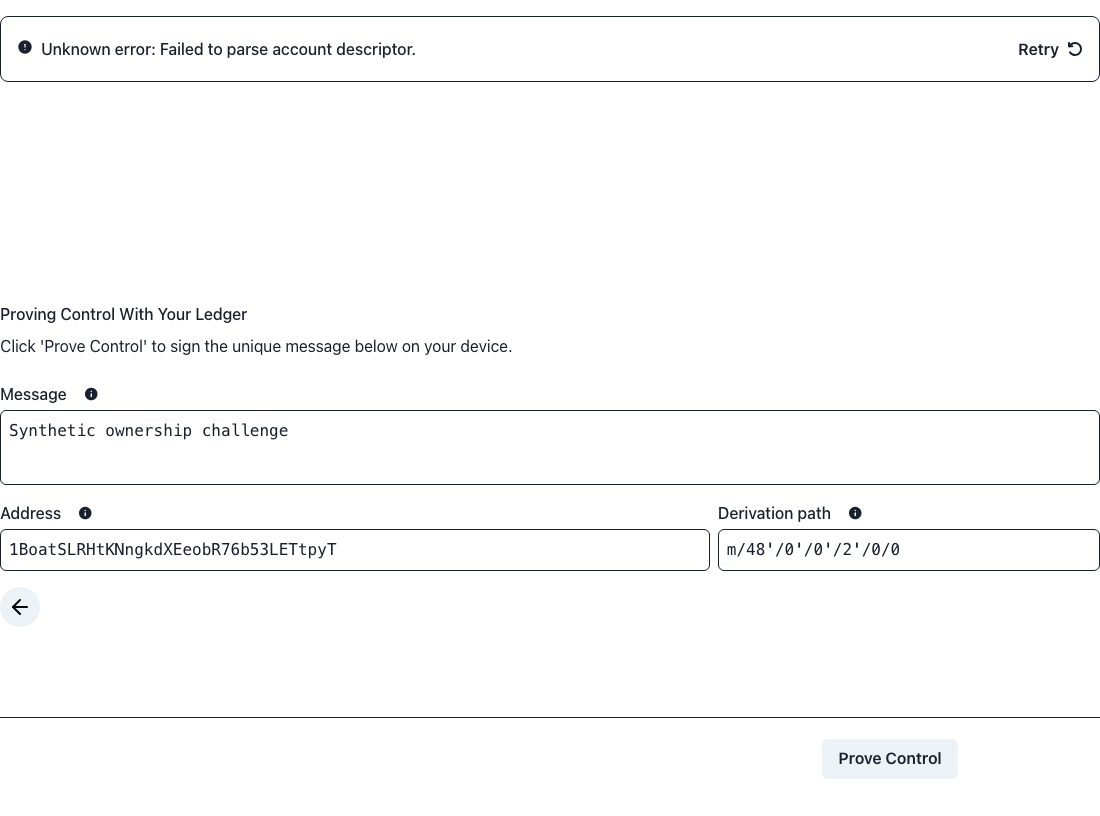 Unknown error: Failed to parse account descriptor.
Retry
Proving Control With Your Ledger
Click 'Prove Control' to sign the unique message below on your device.
Message
Synthetic ownership challenge
Address
Derivation path
1BoatSLRHtKNngkdXEeobR76b53LETtpyT
m/48'/0'/0'/2'/0/0
Prove Control